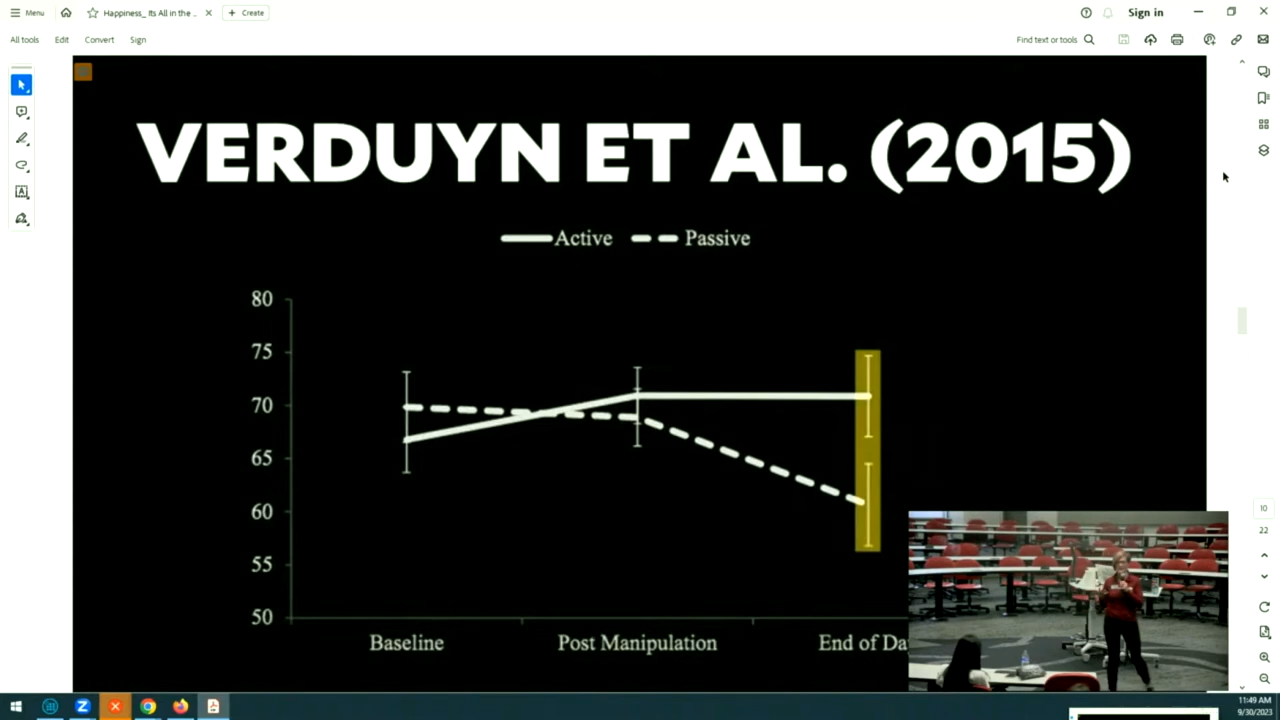 Menu
Happiness_ Its All in the ..
Create
Sign in
All tools
Edit
Convert
Sign
Find text or tools
VERDUYN ET AL. (2015)
Active
Passive
80
75
70
65
60
55
50
Baseline
Post Manipulation
End of Da
10
22
11:49 AM
9/30/2023